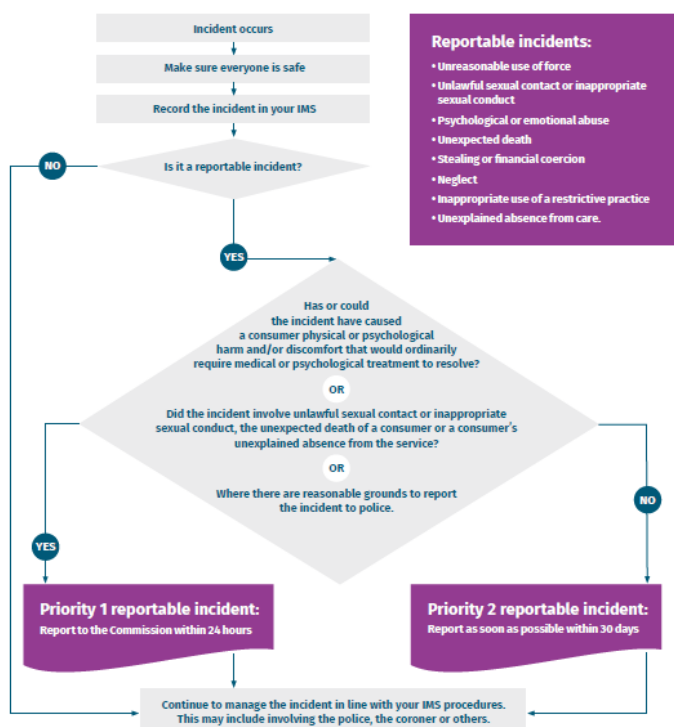 Incident occurs
Make sure everyone is safe
Record the incident in your IMS
Is it a reportable incident?
NO
YES
Reportable incidents:
• Unreasonable use of force
• Unlawful sexual contact or inappropriate
sexual conduct
• Psychological or emotional abuse
• Unexpected death
• Stealing or financial coercion
• Neglect
• Inappropriate use of a restrictive practice
• Unexplained absence from care.
Has or could
the incident have caused
a consumer physical or psychological
harm and/or discomfort that would ordinarily
require medical or psychological treatment to resolve?
OR
Did the incident involve unlawful sexual contact or inappropriate
sexual conduct, the unexpected death of a consumer or a consumer's
unexplained absence from the service?
OR
Where there are reasonable grounds to report
the incident to police.
YES
NO
Priority 1 reportable incident:
Report to the Commission within 24 hours
Priority 2 reportable incident:
Report as soon as possible within 30 days
Continue to manage the incident in line with your IMS procedures.
This may include involving the police, the coroner or others.